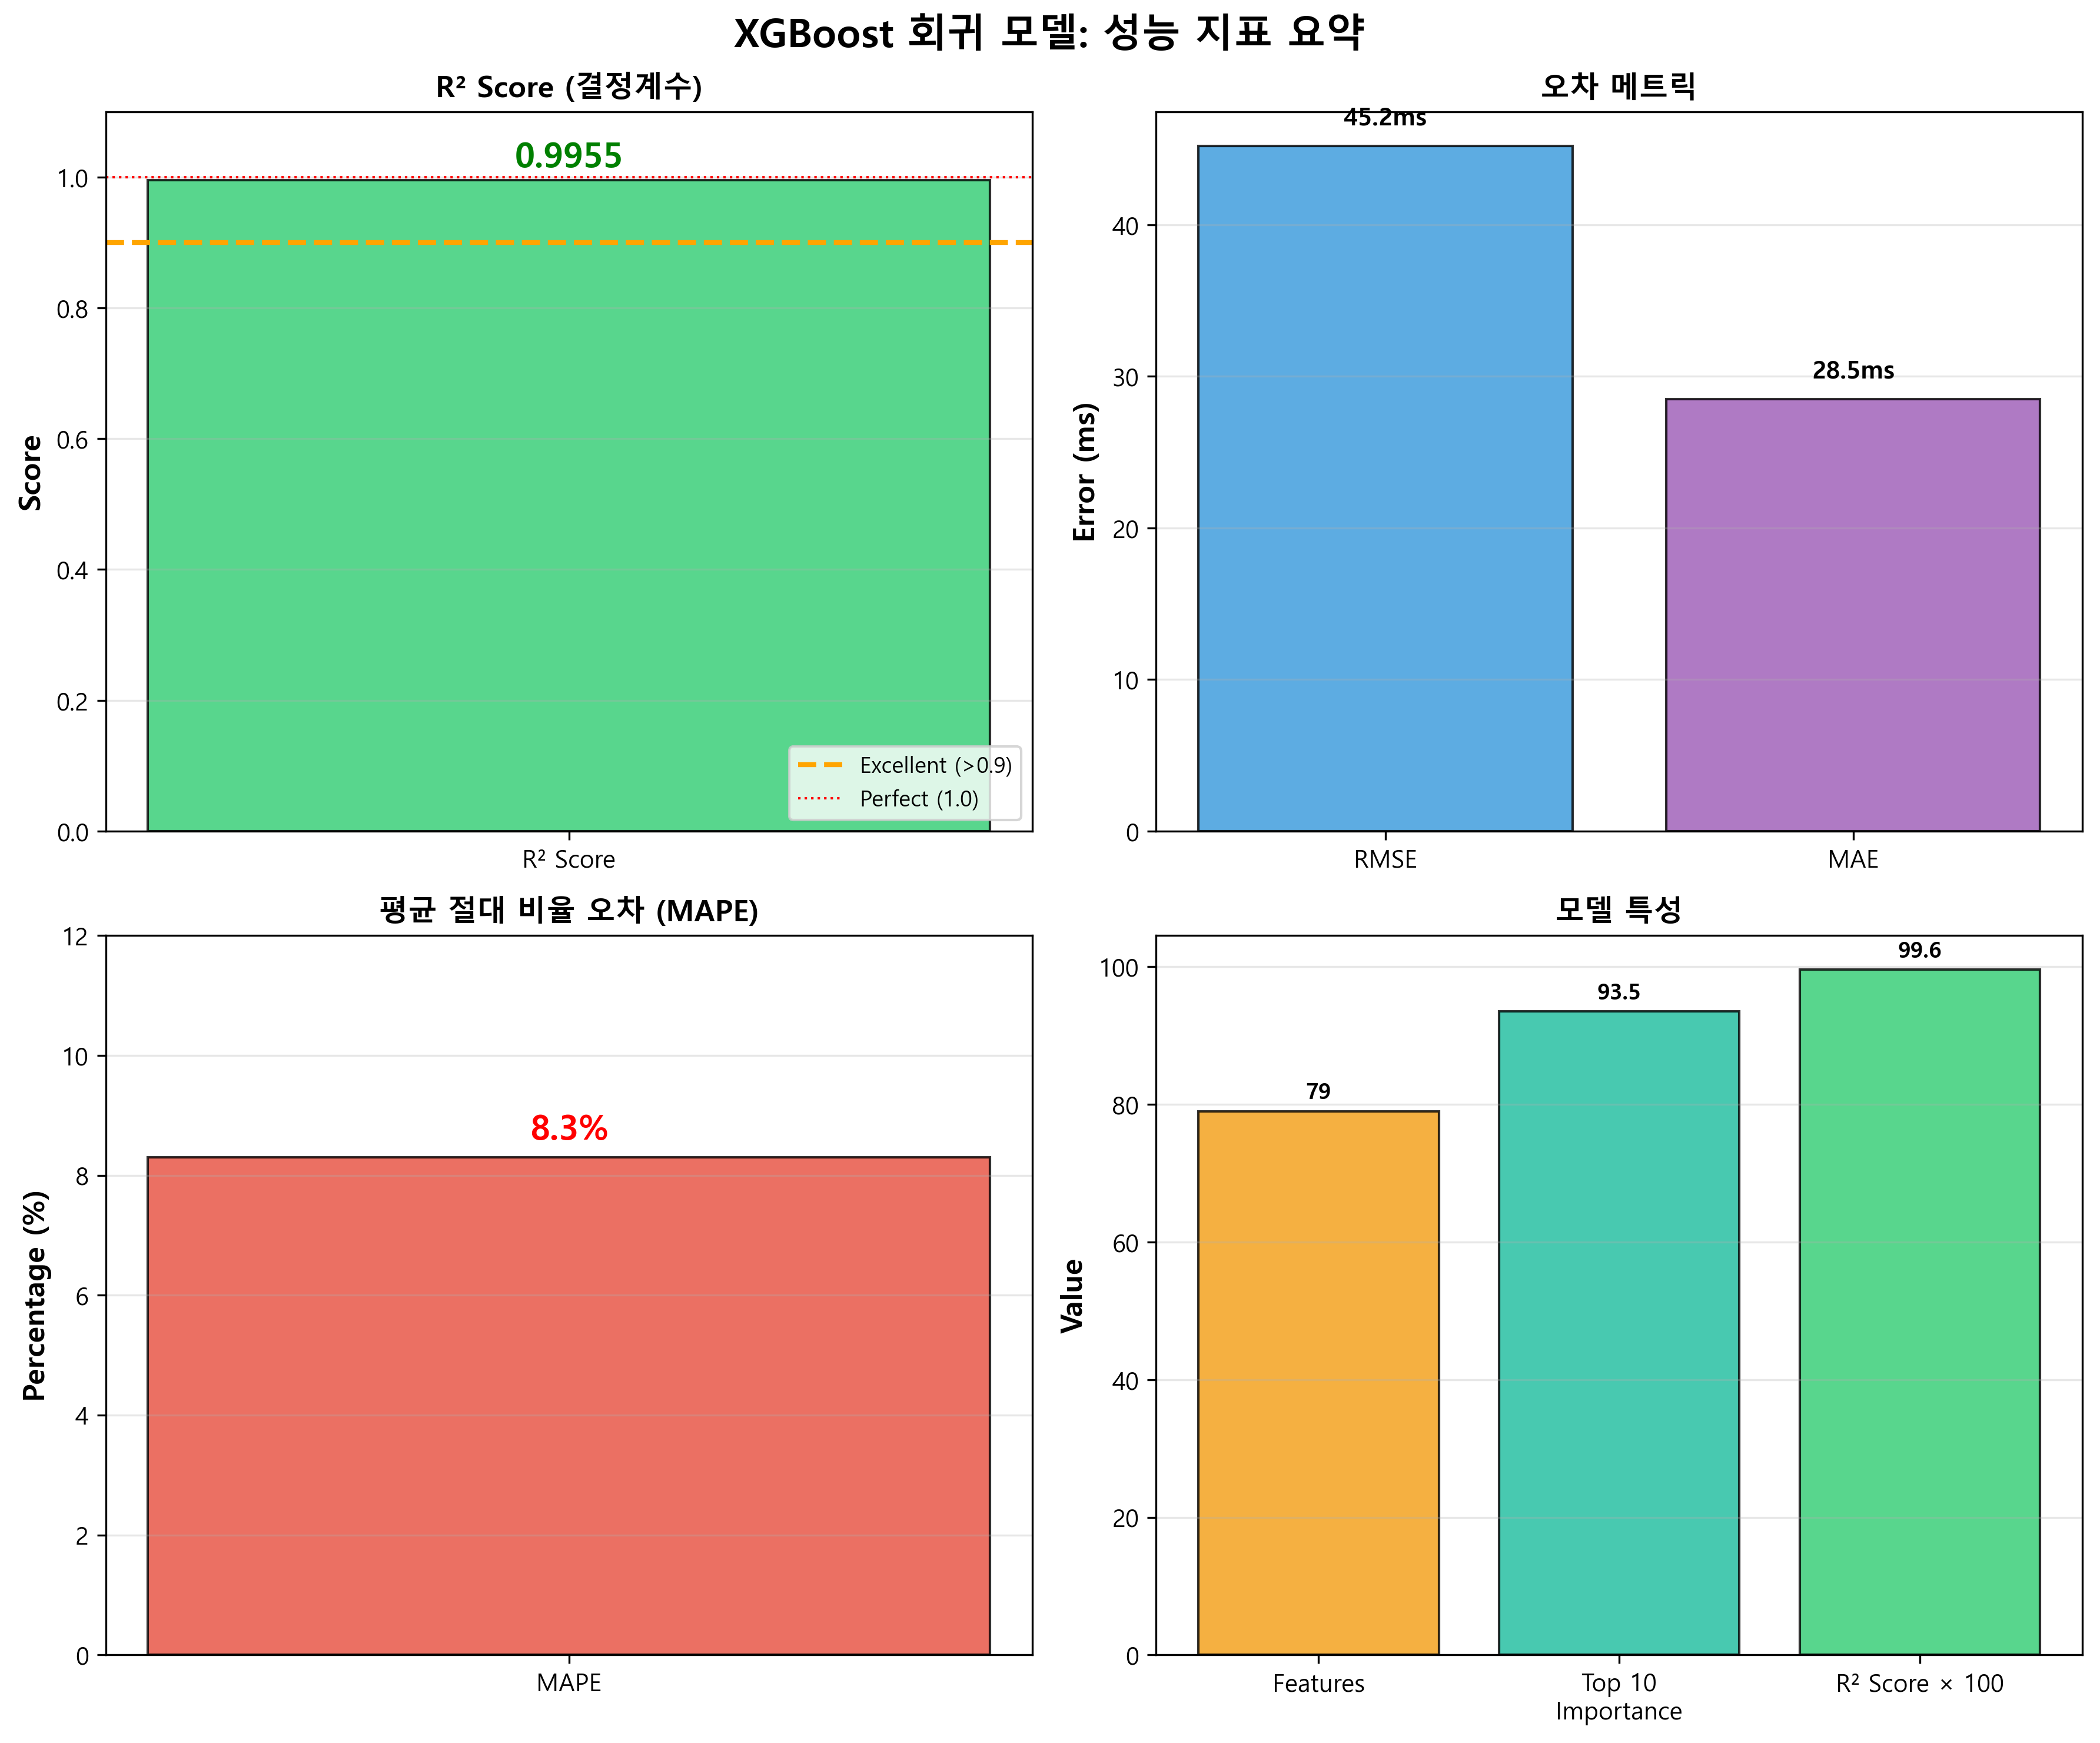 XGBoost 회귀 모델: 성능 지표 요약
R² Score (결정계수)
0.9955
Score
1.0
0.8
0.6
0.4
0.2
0.0
Excellent (>0.9)
Perfect (1.0)
R² Score
오차 메트릭
45.2ms
28.5ms
Error (ms)
40
30
20
10
0
RMSE
MAE
평균 절대 비율 오차 (MAPE)
8.3%
Percentage (%)
12
10
8
6
4
2
0
MAPE
모델 특성
79
93.5
99.6
Value
100
80
60
40
20
0
Features
Top 10
Importance
R² Score × 100